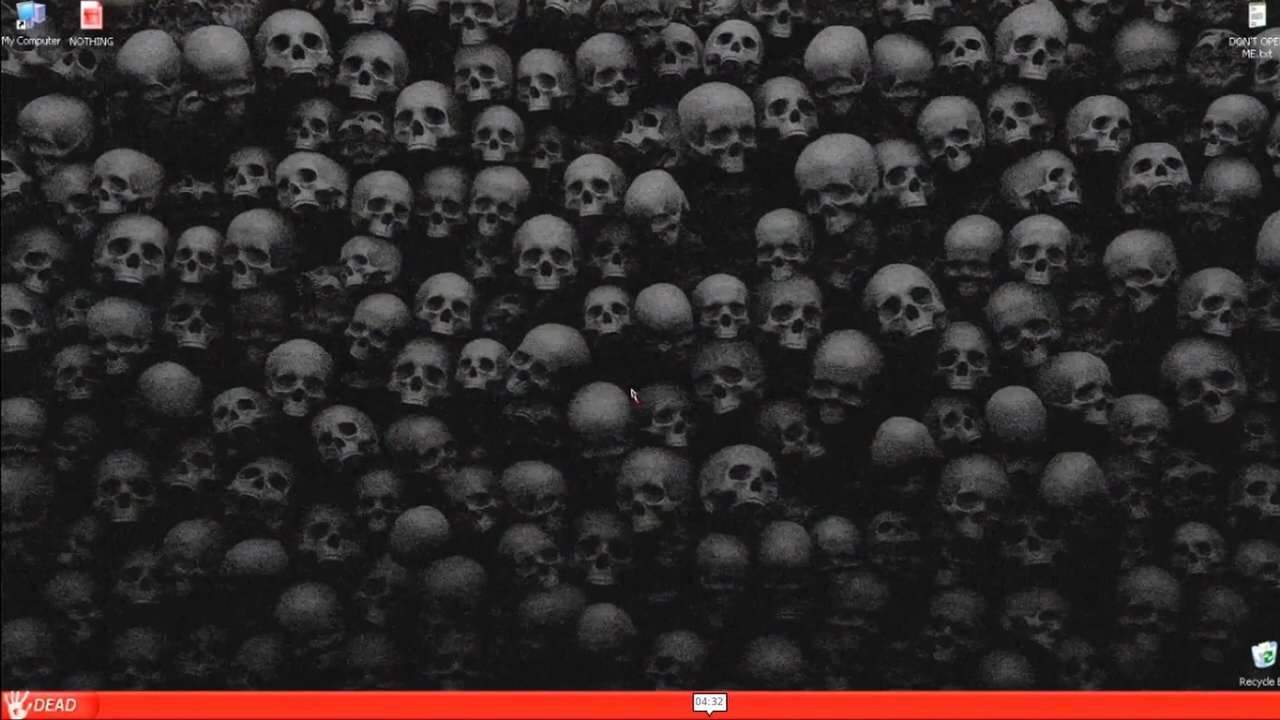 My Computer
NOTHING
DON'T OPE
ME.txt
Recycle B
DEAD
04:32